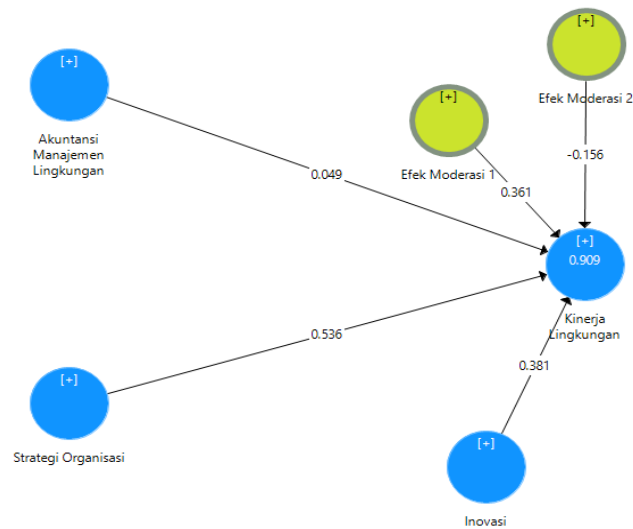 [+]
Efek Moderasi 2
[+]
Akuntansi
Manajemen
Lingkungan
[+]
Efek Moderasi 1
0.049
0.361
-0.156
[+]
0.909
Kinerja
Lingkungan
0.536
0.381
[+]
Strategi Organisasi
[+]
Inovasi